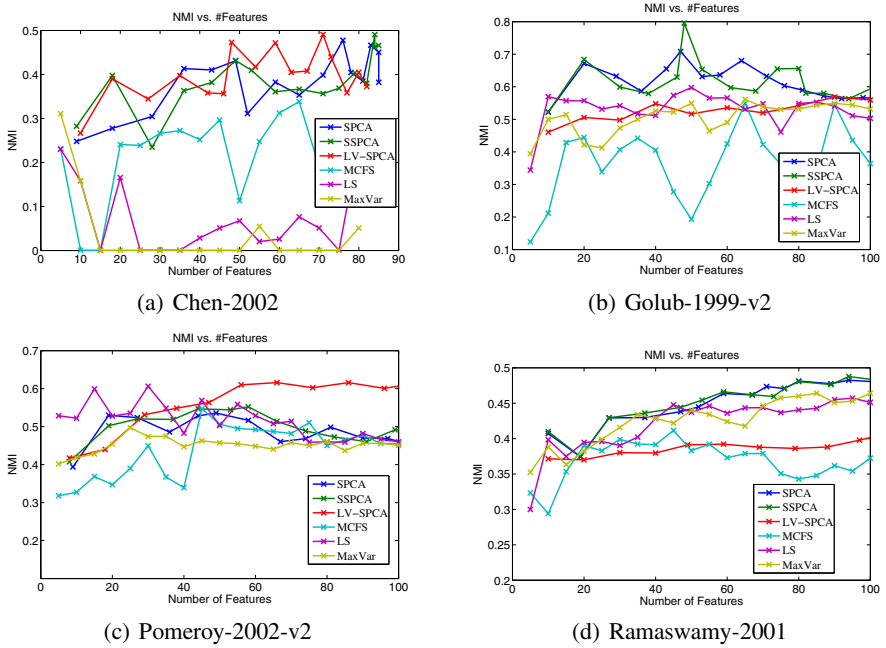 NMI vs. #Features
0.5
0.4
0.3
0.2
0.1
0
NMI
0 10 20 30 40 50 60 70 80 90
Number of Features
SPCA
SSPCA
LV-SPCA
MCFS
LS
MaxVar
(a) Chen-2002
NMI vs. #Features
0.8
0.7
0.6
0.5
0.4
0.3
0.2
0.1
NMI
0 20 40 60 80 100
Number of Features
SPCA
SSPCA
LV-SPCA
MCFS
LS
MaxVar
(b) Golub-1999-v2
NMI vs. #Features
0.7
0.6
0.5
0.4
0.3
0.2
NMI
0 20 40 60 80 100
Number of Features
SPCA
SSPCA
LV-SPCA
MCFS
LS
MaxVar
(c) Pomeroy-2002-v2
NMI vs. #Features
0.5
0.45
0.4
0.35
0.3
0.25
0.2
NMI
0 20 40 60 80 100
Number of Features
SPCA
SSPCA
LV-SPCA
MCFS
LS
MaxVar
(d) Ramaswamy-2001